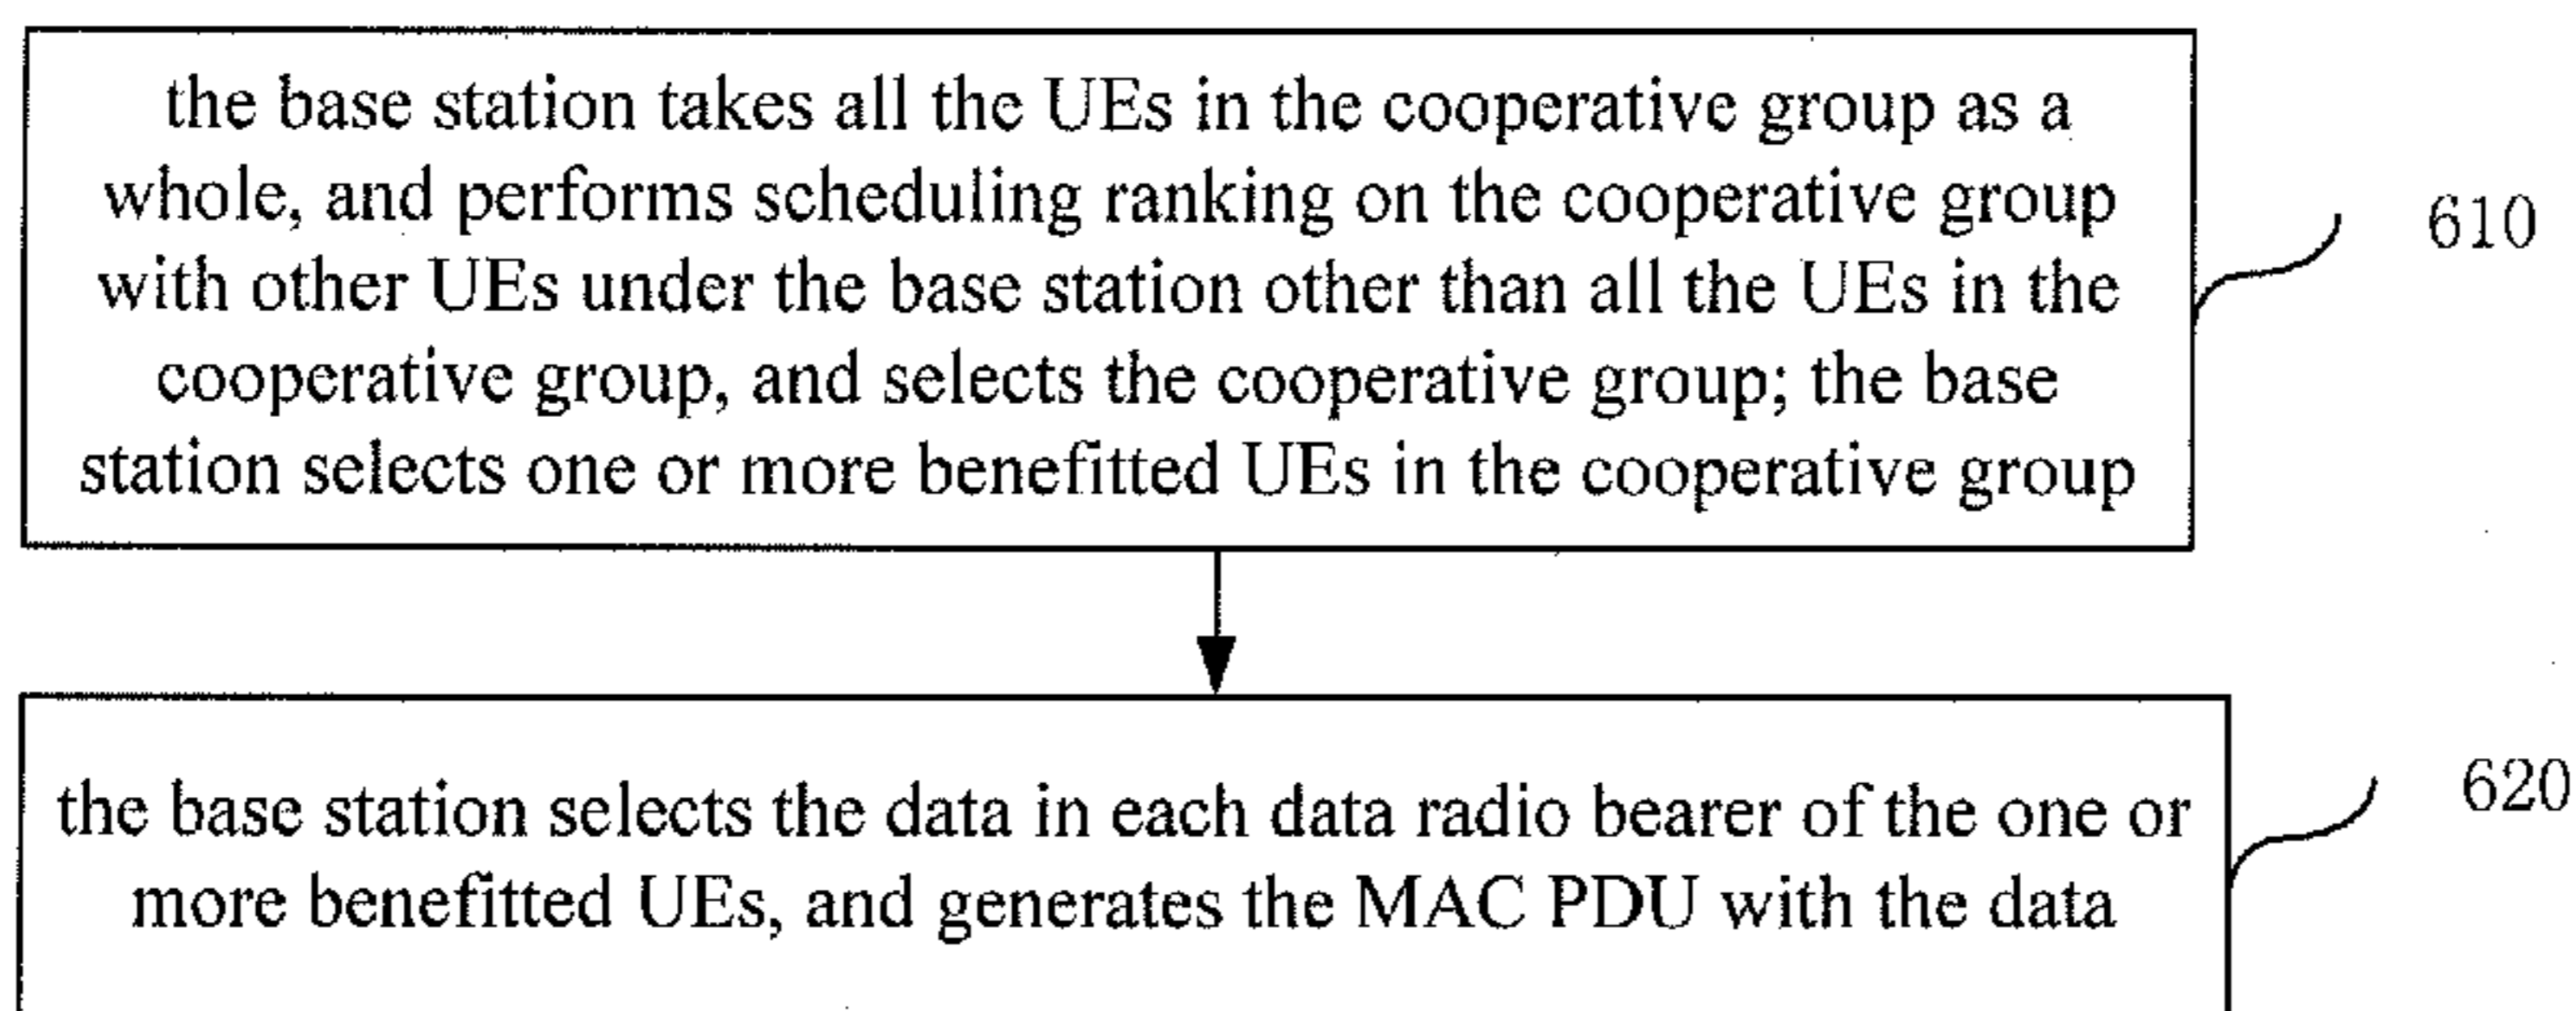 the base station takes all the UEs in the cooperative group as a
whole, and performs scheduling ranking on the cooperative group
with other UEs under the base station other than all the UEs in the
cooperative group, and selects the cooperative group; the base
station selects one or more benefitted UEs in the cooperative group
610
the base station selects the data in each data radio bearer of the one or
more benefitted UEs, and generates the MAC PDU with the data
620